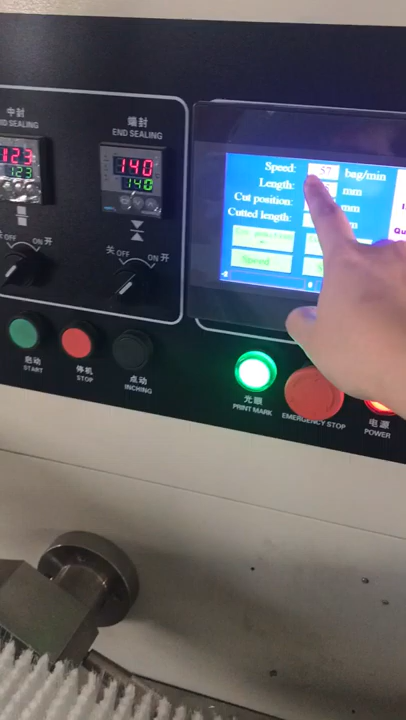 中封
END SEALING
123
123
端封
END SEALING
140
140
OFF ON 开
关 OFF ON 开
启动
START
停机
STOP
点动
INCHING
Speed: 57 bag/min
Length: mm
Cut position: mm
Cutted length:
Speed
光眼
PRINT MARK
EMERGENCY STOP
电源
POWER